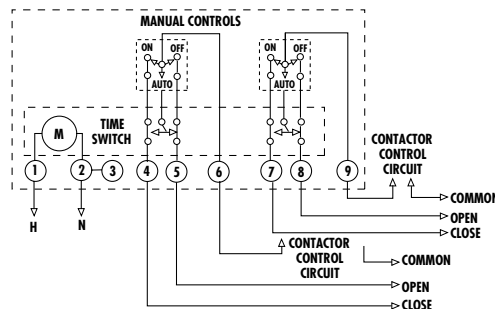 MANUAL CONTROLS
ON OFF
AUTO
ON OFF
AUTO
TIME
SWITCH
M
1 2 3 4 5 6 7 8 9
H N
CONTACTOR
CONTROL
CIRCUIT
COMMON
OPEN
CLOSE
CONTACTOR
CONTROL
CIRCUIT
COMMON
OPEN
CLOSE